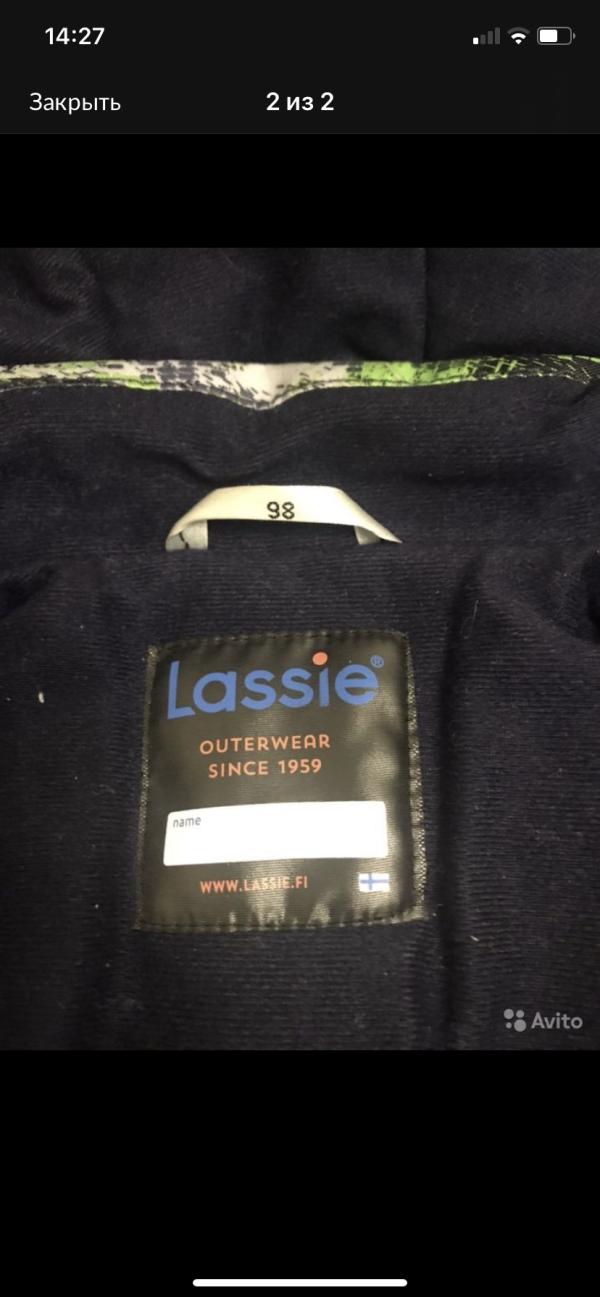 14:27
Закрыть
2 из 2
98
Lassie®
OUTERWEAR
SINCE 1959
name
WWW.LASSIE.FI
Avito